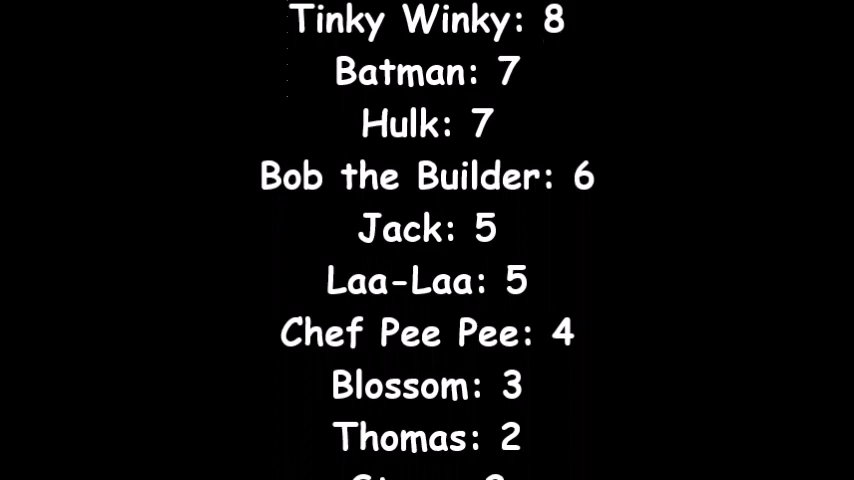 Tinky Winky: 8
Batman: 7
Hulk: 7
Bob the Builder: 6
Jack: 5
Laa-Laa: 5
Chef Pee Pee: 4
Blossom: 3
Thomas: 2